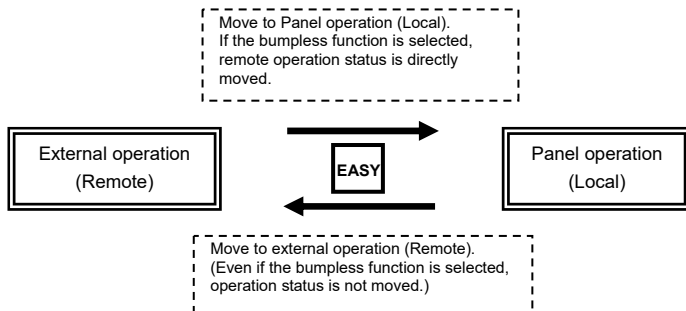 Move to Panel operation (Local).
If the bumpless function is selected,
remote operation status is directly
moved.
External operation
(Remote)
EASY
Panel operation
(Local)
Move to external operation (Remote).
(Even if the bumpless function is selected,
operation status is not moved.)